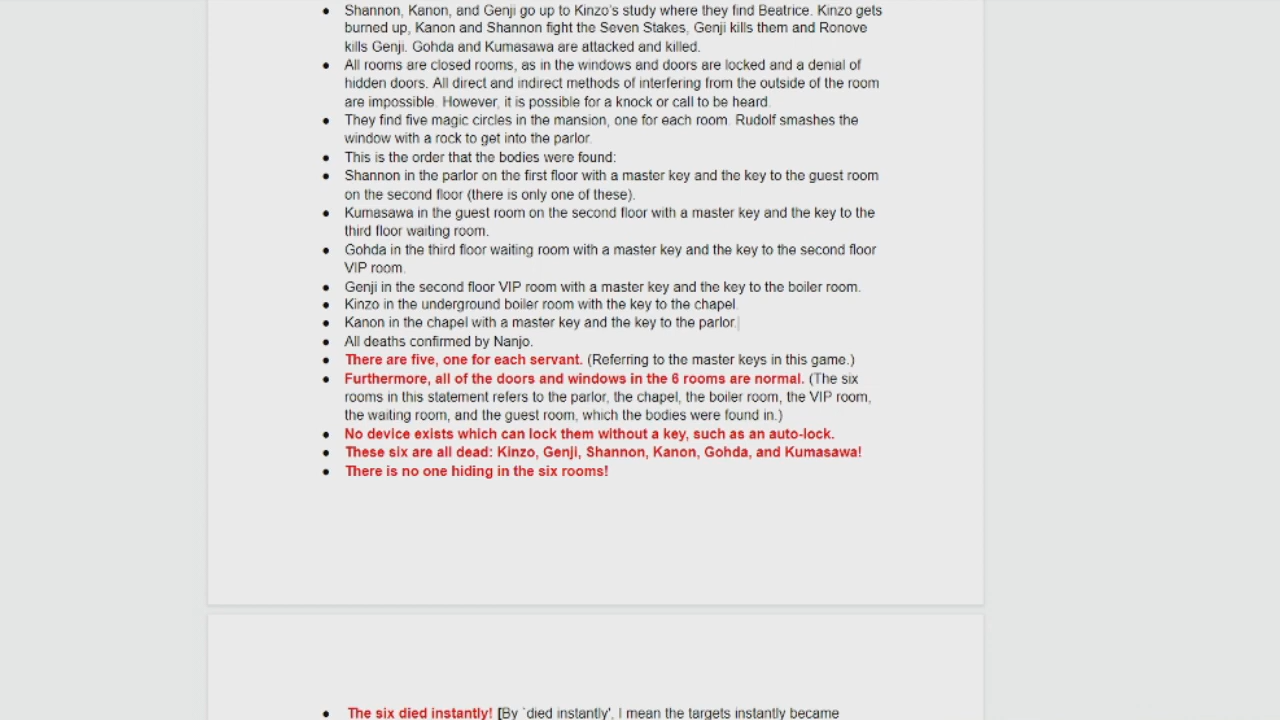 • Shannon, Kanon, and Genji go up to Kinzo's study where they find Beatrice. Kinzo gets
burned up, Kanon and Shannon fight the Seven Stakes, Genji kills them and Ronove
kills Genji. Gohda and Kumasawa are attacked and killed.
• All rooms are closed rooms, as in the windows and doors are locked and a denial of
hidden doors. All direct and indirect methods of interfering from the outside of the room
are impossible. However, it is possible for a knock or call to be heard.
• They find five magic circles in the mansion, one for each room. Rudolf smashes the
window with a rock to get into the parlor.
• This is the order that the bodies were found:
• Shannon in the parlor on the first floor with a master key and the key to the guest room
on the second floor (there is only one of these).
• Kumasawa in the guest room on the second floor with a master key and the key to the
third floor waiting room.
• Gohda in the third floor waiting room with a master key and the key to the second floor
VIP room.
• Genji in the second floor VIP room with a master key and the key to the boiler room.
• Kinzo in the underground boiler room with the key to the chapel.
• Kanon in the chapel with a master key and the key to the parlor.
• All deaths confirmed by Nanjo.
• There are five, one for each servant. (Referring to the master keys in this game.)
• Furthermore, all of the doors and windows in the 6 rooms are normal. (The six
rooms in this statement refers to the parlor, the chapel, the boiler room, the VIP room,
the waiting room, and the guest room, which the bodies were found in.)
• No device exists which can lock them without a key, such as an auto-lock.
• These six are all dead: Kinzo, Genji, Shannon, Kanon, Gohda, and Kumasawa!
• There is no one hiding in the six rooms!
• The six died instantly! [By `died instantly', I mean the targets instantly became